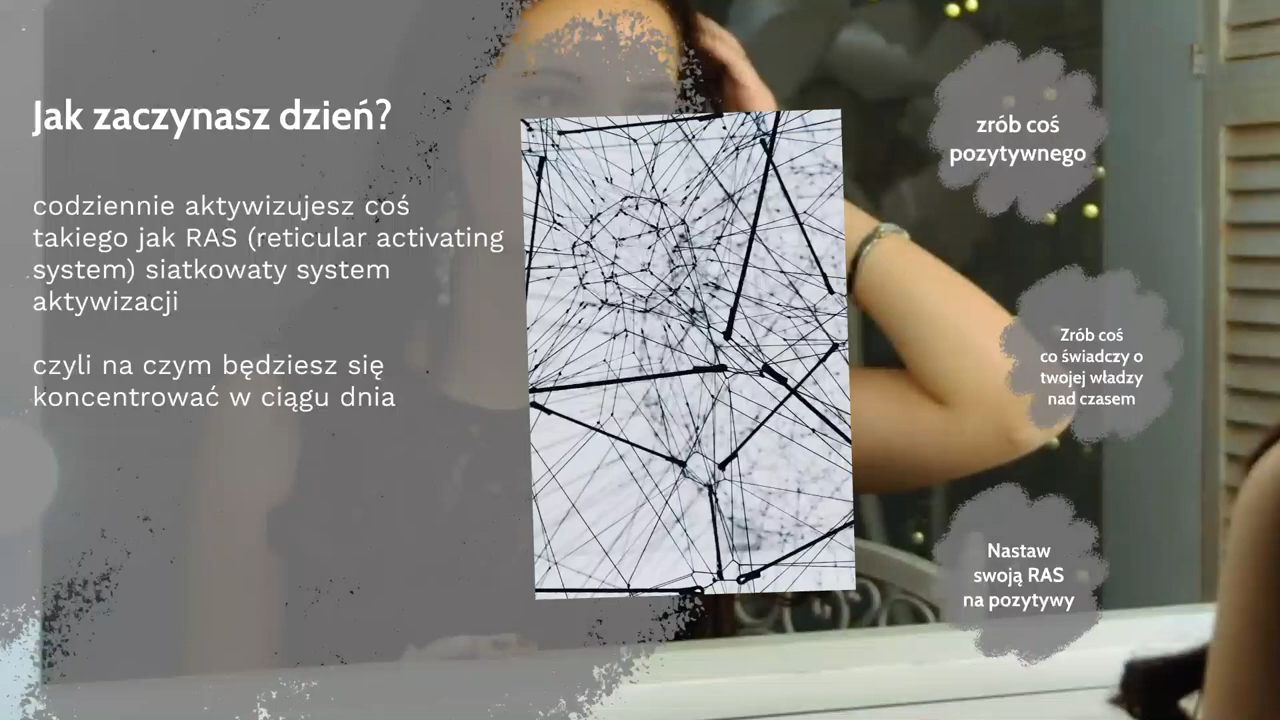 Jak zaczynasz dzień?
codziennie aktywizujesz coś
takiego jak RAS (reticular activating
system) siatkowaty system
aktywizacji
czyli na czym będziesz się
koncentrować w ciągu dnia
zrób coś
pozytywnego
Zrób coś
co świadczy o
twojej władzy
nad czasem
Nastaw
swoją RAS
na pozytywy